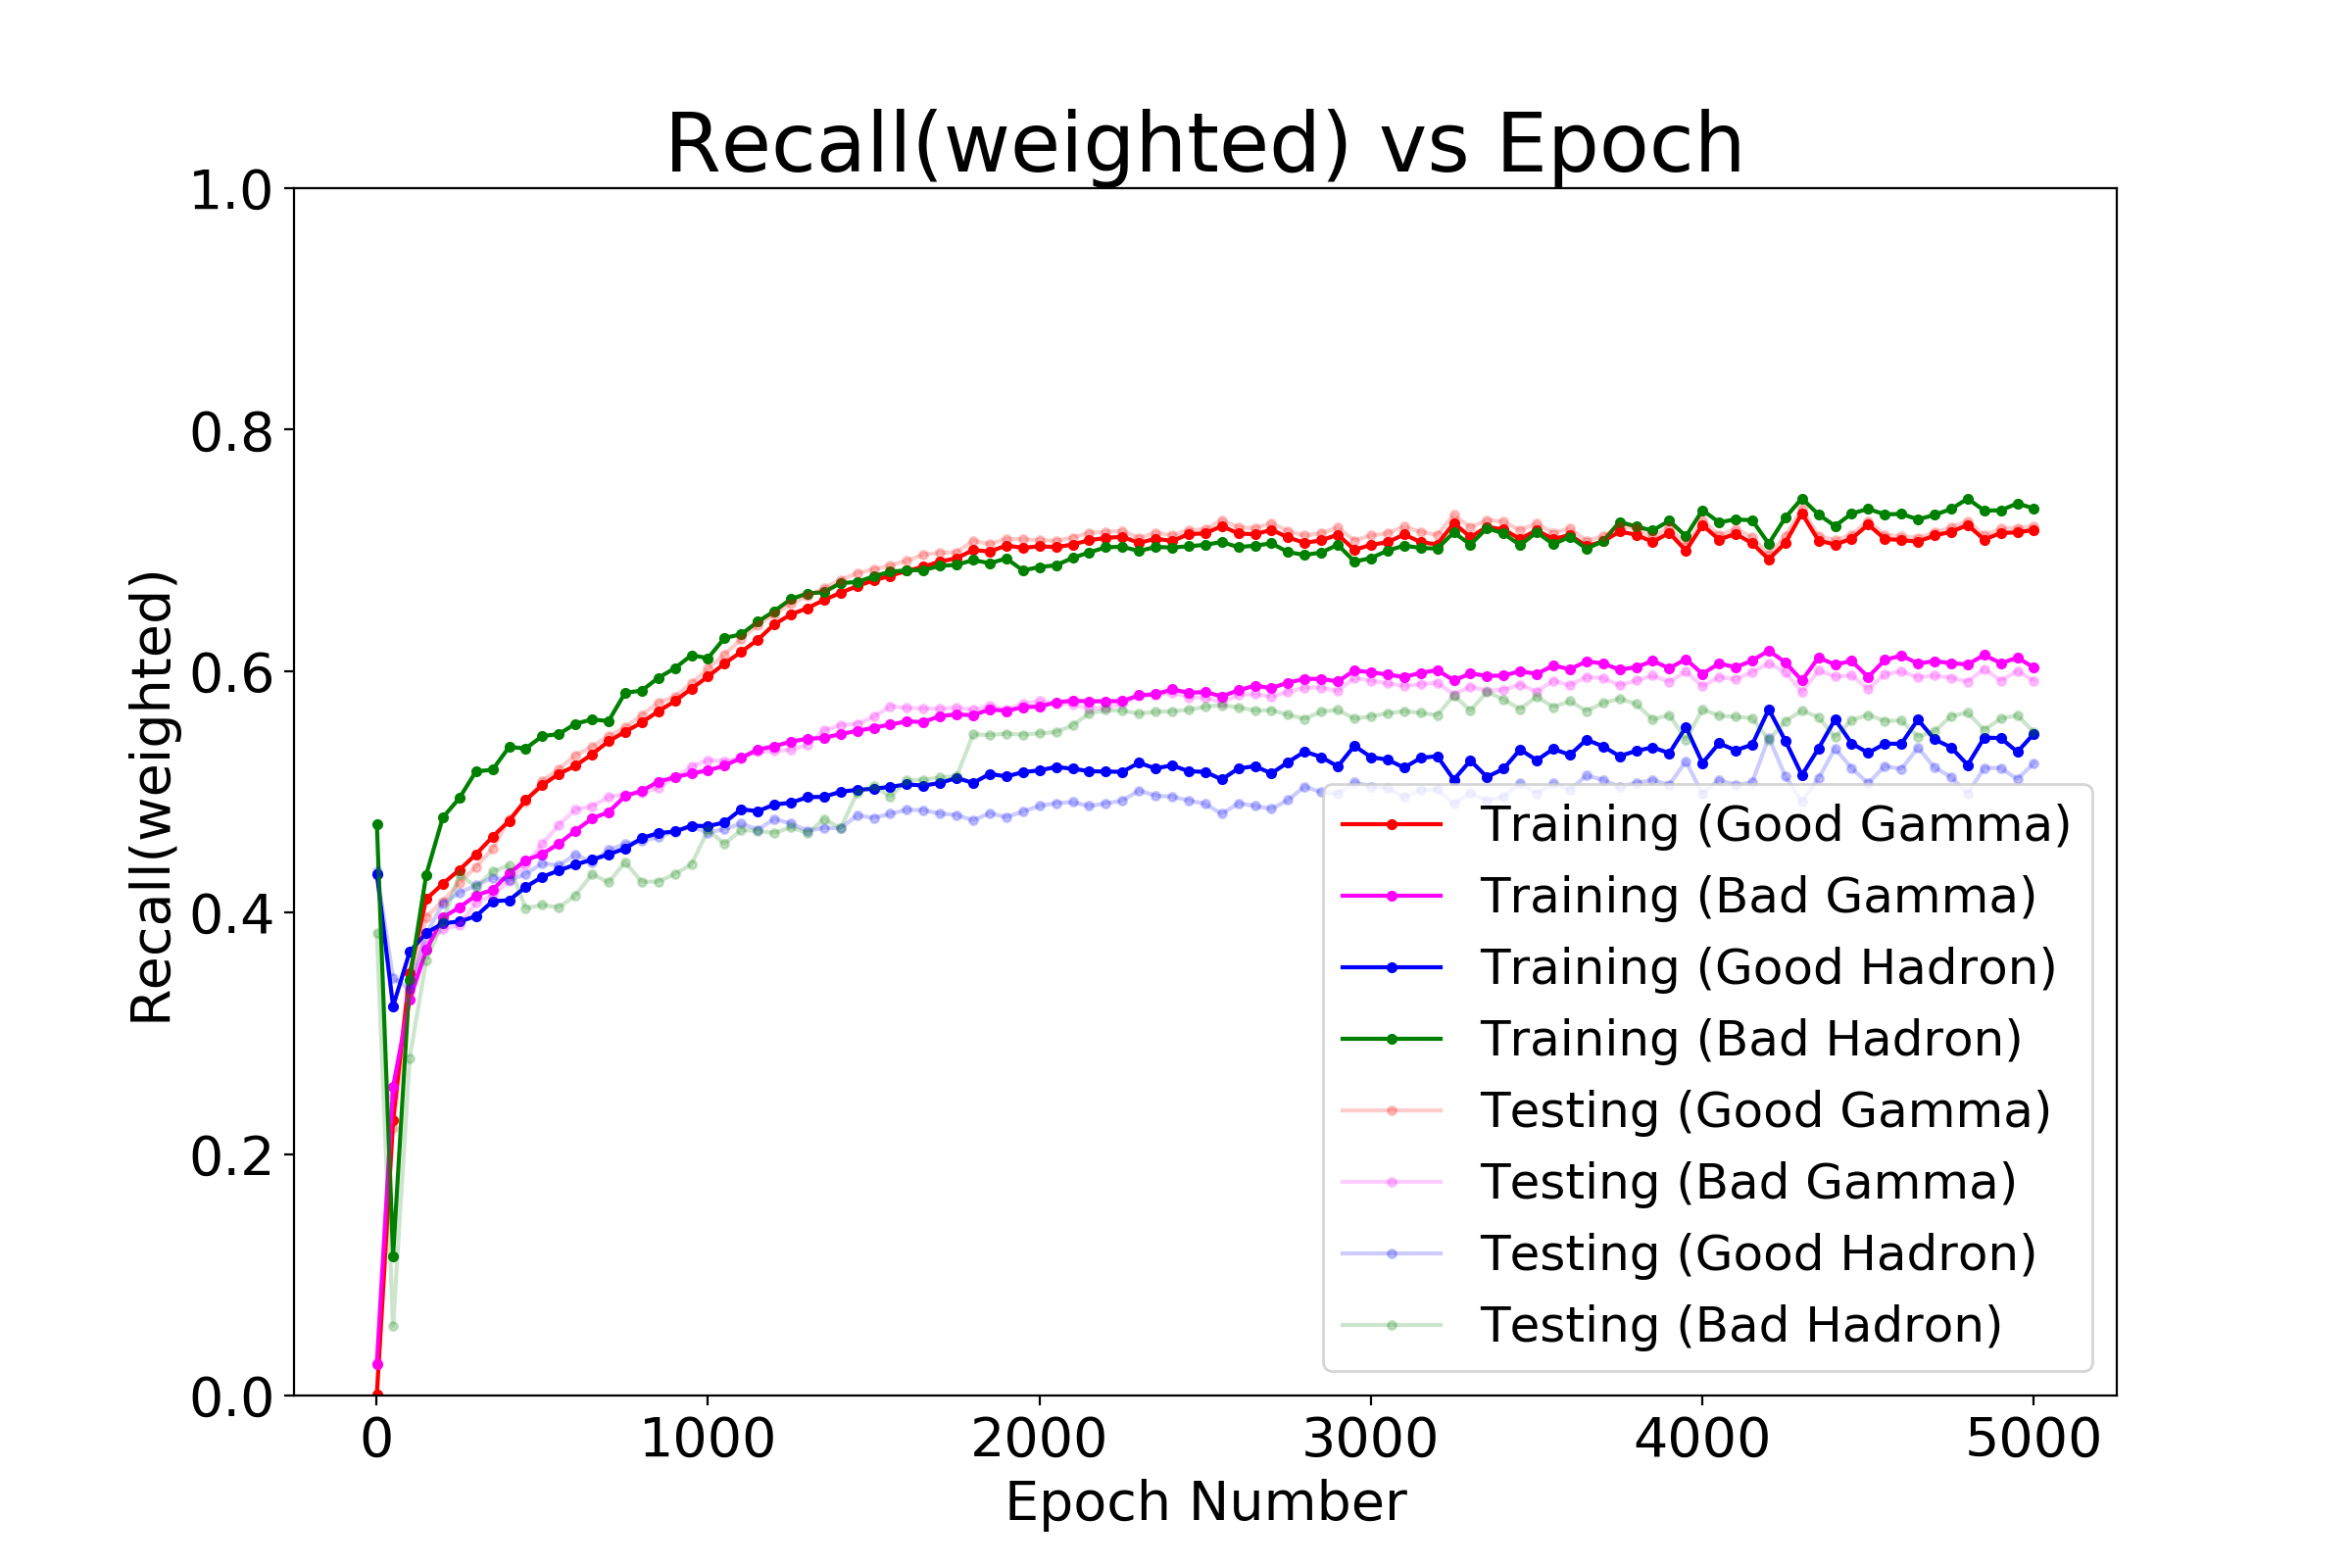 Recall(weighted) vs Epoch
1.0
0.8
0.6
0.4
0.2
0.0
Recall(weighted)
Training (Good Gamma)
Training (Bad Gamma)
Training (Good Hadron)
Training (Bad Hadron)
Testing (Good Gamma)
Testing (Bad Gamma)
Testing (Good Hadron)
Testing (Bad Hadron)
0 1000 2000 3000 4000 5000
Epoch Number